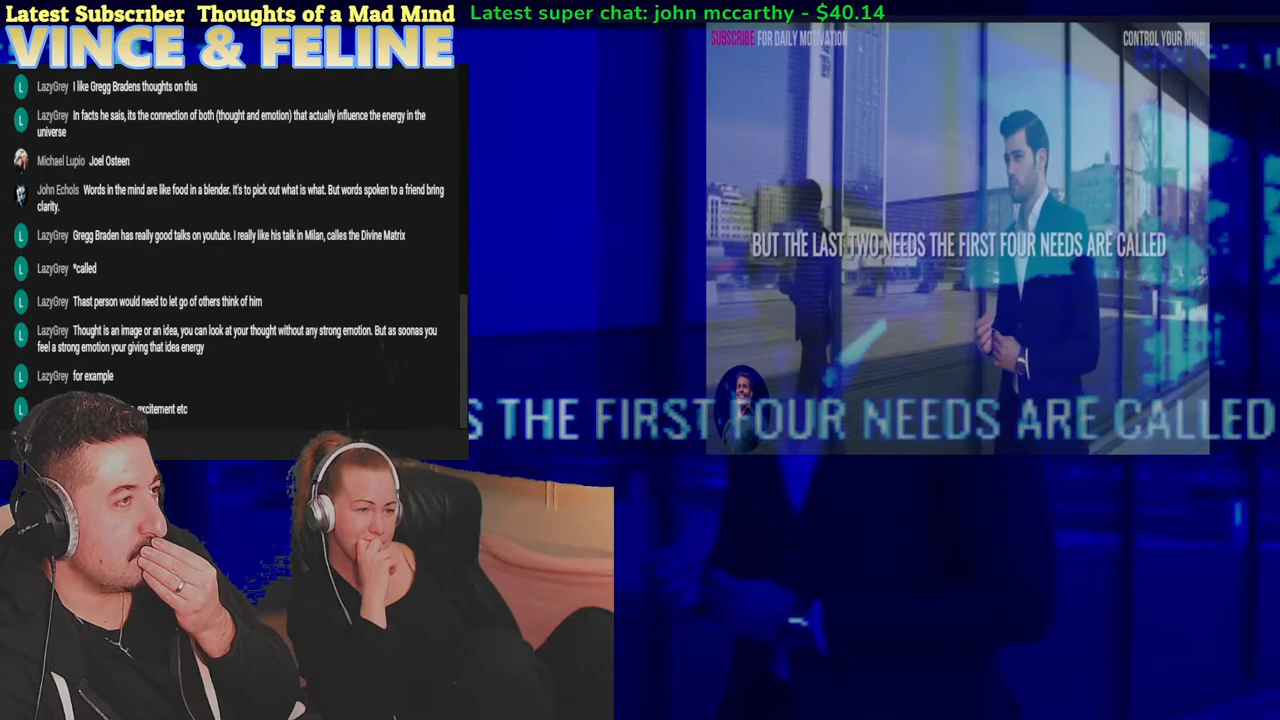 Latest Subscriber Thoughts of a Mad Mind
Latest super chat: john mccarthy - $40.14
VINCE & FELINE
LazyGrey I like Gregg Bradens thoughts on this
LazyGrey In facts he sais, its the connection of both (thought and emotion) that actually influence the energy in the
universe
Michael Lupio Joel Osteen
John Echols Words in the mind are like food in a blender. It's to pick out what is what. But words spoken to a friend bring
clarity.
LazyGrey Gregg Braden has really good talks on youtube. I really like his talk in Milan, calles the Divine Matrix
LazyGrey *called
LazyGrey Thast person would need to let go of others think of him
LazyGrey Thought is an image or an idea, you can look at your thought without any strong emotion. But as soonas you
feel a strong emotion your giving that idea energy
LazyGrey for example
excitement etc
SUBSCRIBE FOR DAILY MOTIVATION
CONTROL YOUR MIND
BUT THE LAST TWO NEEDS THE FIRST FOUR NEEDS ARE CALLED
S THE FIRST FOUR NEEDS ARE CALLED